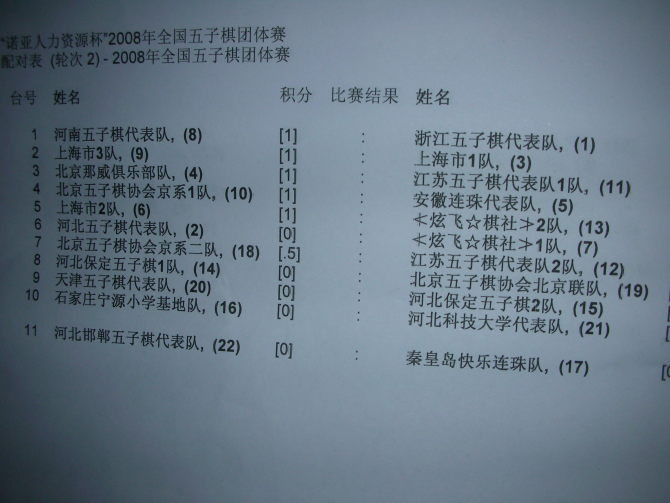 "诺亚人力资源杯"2008年全国五子棋团体赛
配对表 (轮次 2) - 2008年全国五子棋团体赛
台号 姓名 积分 比赛结果 姓名
1 河南五子棋代表队, (8) [1] : 浙江五子棋代表队, (1)
2 上海市3队, (9) [1] : 上海市1队, (3)
3 北京那威俱乐部队, (4) [1] : 江苏五子棋代表队1队, (11)
4 北京五子棋协会京系1队, (10) [1] : 安徽连珠代表队, (5)
5 上海市2队, (6) [1] : ≮炫飞☆棋社≯2队, (13)
6 河北五子棋代表队, (2) [0] : ≮炫飞☆棋社≯1队, (7)
7 北京五子棋协会京系二队, (18) [.5] : 江苏五子棋代表队2队, (12)
8 河北保定五子棋1队, (14) [0] : 北京五子棋协会北京联队, (19)
9 天津五子棋代表队, (20) [0] : 河北保定五子棋2队, (15)
10 石家庄宁源小学基地队, (16) [0] : 河北科技大学代表队, (21)
11 河北邯郸五子棋代表队, (22) [0] : 秦皇岛快乐连珠队, (17)